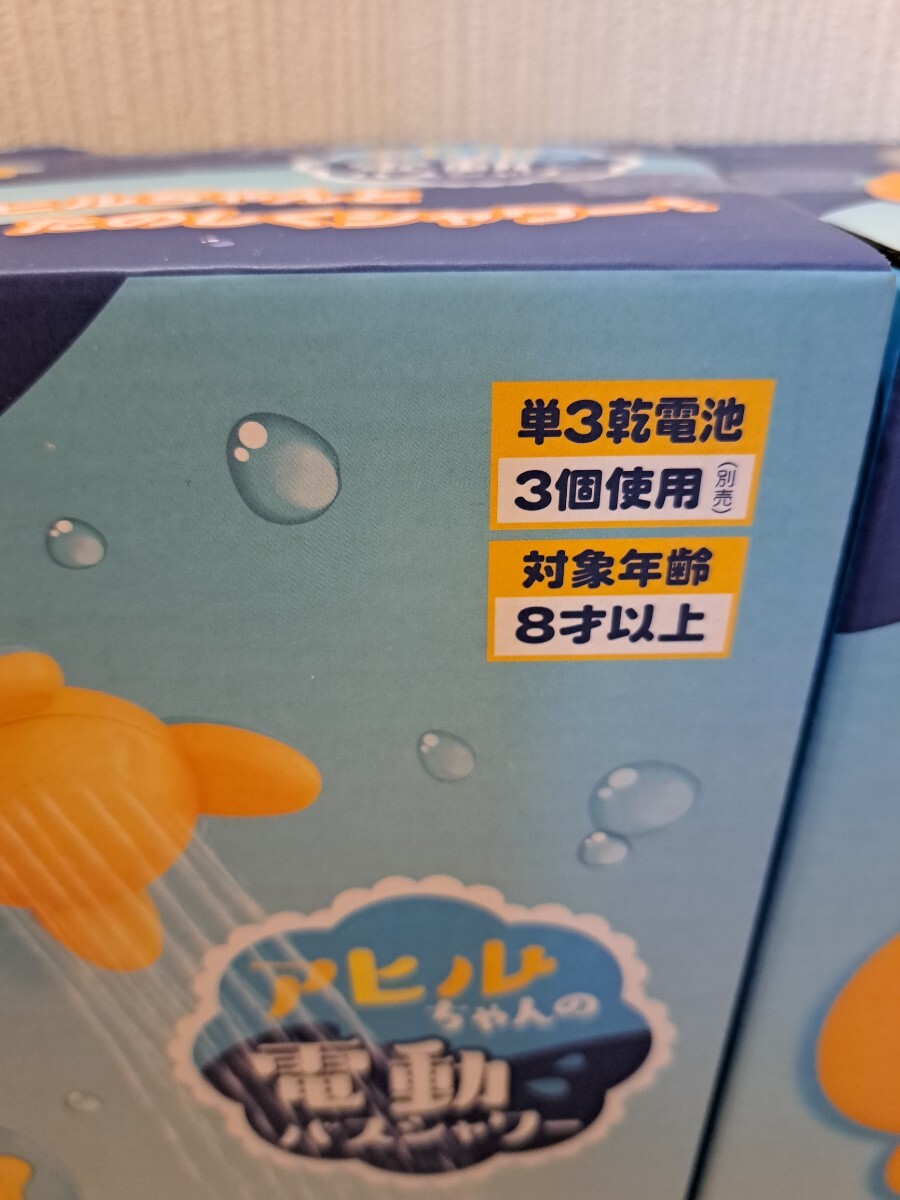 単3乾電池
3個使用(別売)
対象年齢
8才以上
アヒル
ちゃんの
電動
バスシャワー